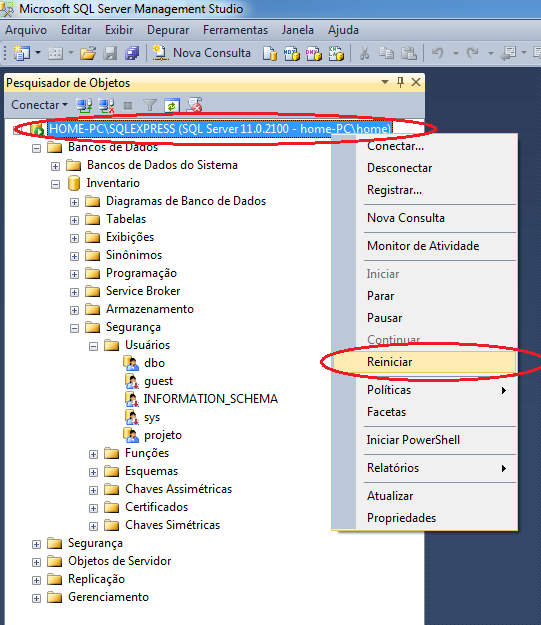 Microsoft SQL Server Management Studio
Arquivo Editar Exibir Depurar Ferramentas Janela Ajuda
Nova Consulta
Pesquisador de Objetos
Conectar
HOME-PC\SQLEXPRESS (SQL Server 11.0.2100 - home-PC\home)
Bancos de Dados
Bancos de Dados do Sistema
Inventario
Diagramas de Banco de Dados
Tabelas
Exibições
Sinônimos
Programação
Service Broker
Armazenamento
Segurança
Usuários
dbo
guest
INFORMATION_SCHEMA
sys
projeto
Funções
Esquemas
Chaves Assimétricas
Certificados
Chaves Simétricas
Segurança
Objetos de Servidor
Replicação
Gerenciamento
Conectar...
Desconectar
Registrar...
Nova Consulta
Monitor de Atividade
Iniciar
Parar
Pausar
Continuar
Reiniciar
Políticas
Facetas
Iniciar PowerShell
Relatórios
Atualizar
Propriedades